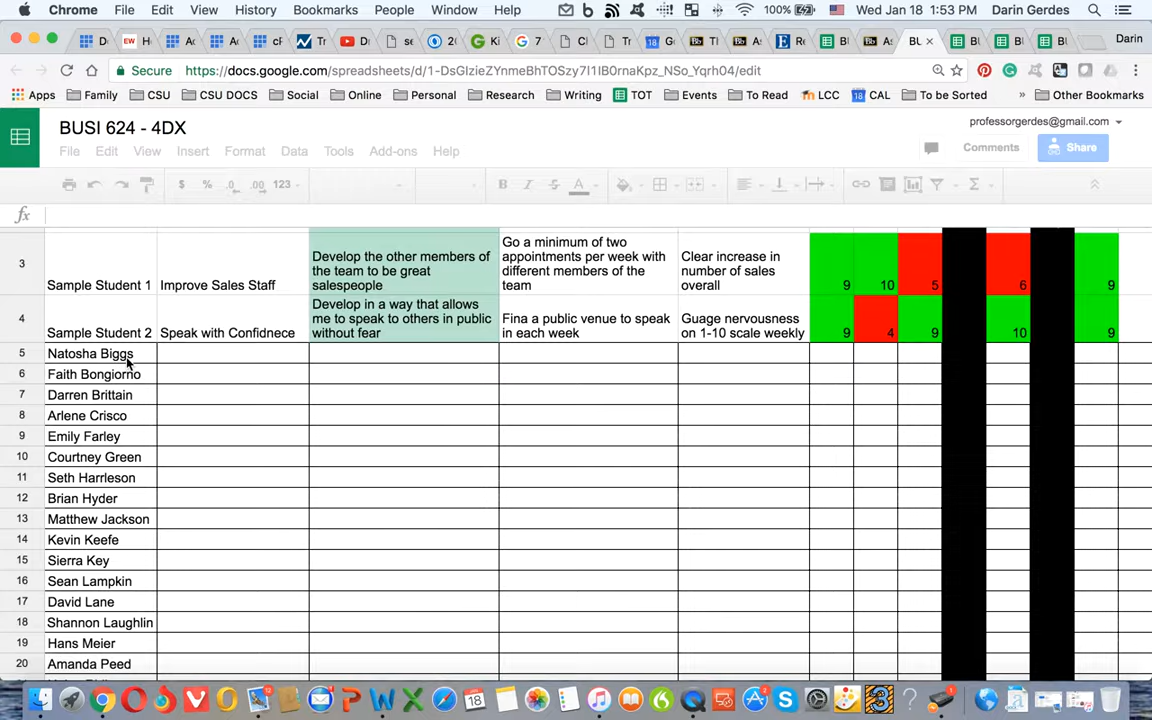 Chrome File Edit View History Bookmarks People Window Help 100% Wed Jan 18 1:53 PM Darin Gerdes
Secure https://docs.google.com/spreadsheets/d/1-DsGIzieZYnmeBhTOSzy7I1IB0rnaKpz_NSo_Yqrh04/edit
Darin
Apps Family CSU CSU DOCS Social Online Personal Research Writing TOT Events To Read LCC CAL To be Sorted » Other Bookmarks
BUSI 624 - 4DX
professorgerdes@gmail.com
File Edit View Insert Format Data Tools Add-ons Help
Comments Share
$ % .0 .00 123
fx
3 Sample Student 1 Improve Sales Staff
Develop the other members of
the team to be great
salespeople
Go a minimum of two
appointments per week with
different members of the
team
Clear increase in
number of sales
overall
9 10 5 6 9
4 Sample Student 2 Speak with Confidnece
Develop in a way that allows
me to speak to others in public
without fear
Fina a public venue to speak
in each week
Guage nervousness
on 1-10 scale weekly
9 4 9 10 9
5 Natosha Biggs
6 Faith Bongiorno
7 Darren Brittain
8 Arlene Crisco
9 Emily Farley
10 Courtney Green
11 Seth Harrleson
12 Brian Hyder
13 Matthew Jackson
14 Kevin Keefe
15 Sierra Key
16 Sean Lampkin
17 David Lane
18 Shannon Laughlin
19 Hans Meier
20 Amanda Peed